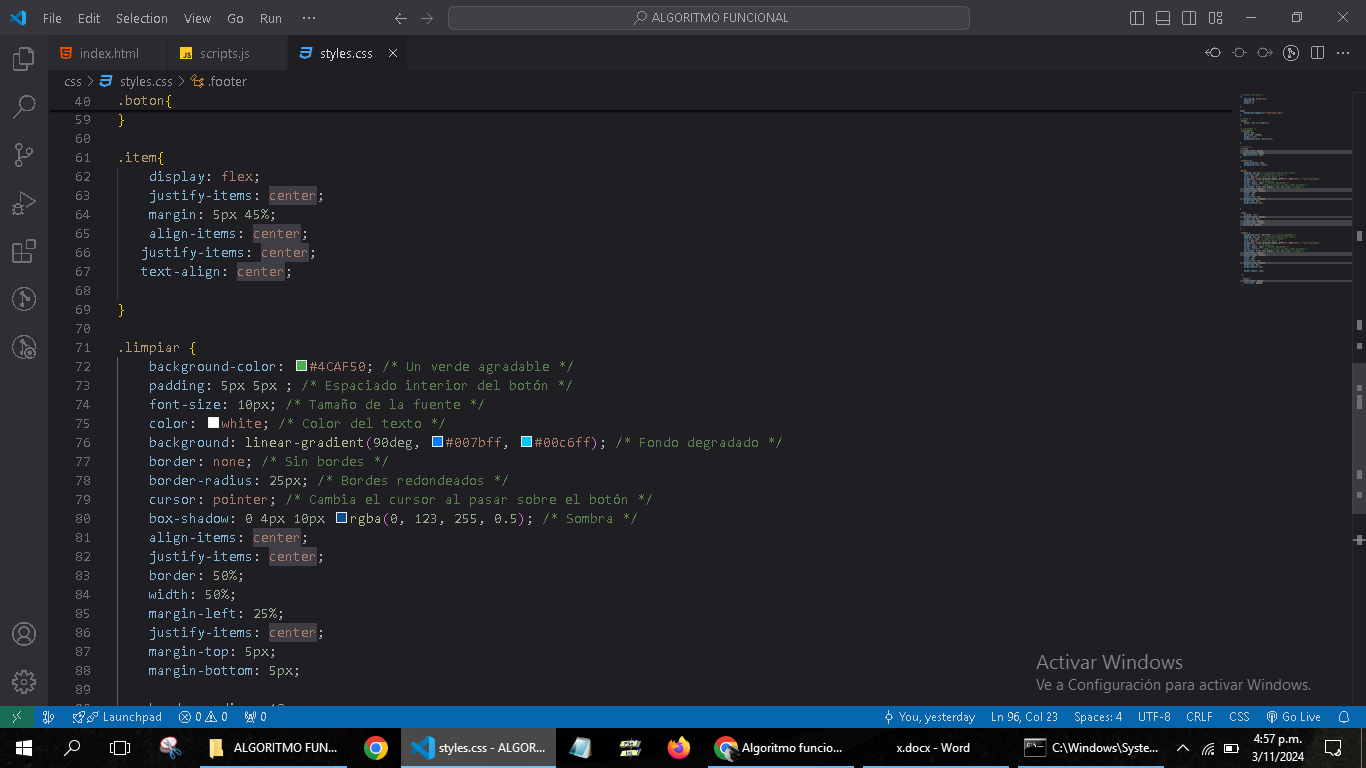 File Edit Selection View Go Run ··· ALGORITMO FUNCIONAL
index.html JS scripts.js styles.css
css > styles.css > .footer
40 .boton{
59 }
60
61 .item{
62 display: flex;
63 justify-items: center;
64 margin: 5px 45%;
65 align-items: center;
66 justify-items: center;
67 text-align: center;
68
69 }
70
71 .limpiar {
72 background-color: #4CAF50; /* Un verde agradable */
73 padding: 5px 5px ; /* Espaciado interior del botón */
74 font-size: 10px; /* Tamaño de la fuente */
75 color: white; /* Color del texto */
76 background: linear-gradient(90deg, #007bff, #00c6ff); /* Fondo degradado */
77 border: none; /* Sin bordes */
78 border-radius: 25px; /* Bordes redondeados */
79 cursor: pointer; /* Cambia el cursor al pasar sobre el botón */
80 box-shadow: 0 4px 10px rgba(0, 123, 255, 0.5); /* Sombra */
81 align-items: center;
82 justify-items: center;
83 border: 50%;
84 width: 50%;
85 margin-left: 25%;
86 justify-items: center;
87 margin-top: 5px;
88 margin-bottom: 5px;
89
Activar Windows
Ve a Configuración para activar Windows.
Launchpad 0 0 0 You, yesterday Ln 96, Col 23 Spaces: 4 UTF-8 CRLF CSS Go Live
ALGORITMO FUN... styles.css - ALGOR... Algoritmo funcio... x.docx - Word C:\Windows\Syste... 4:57 p.m.
3/11/2024